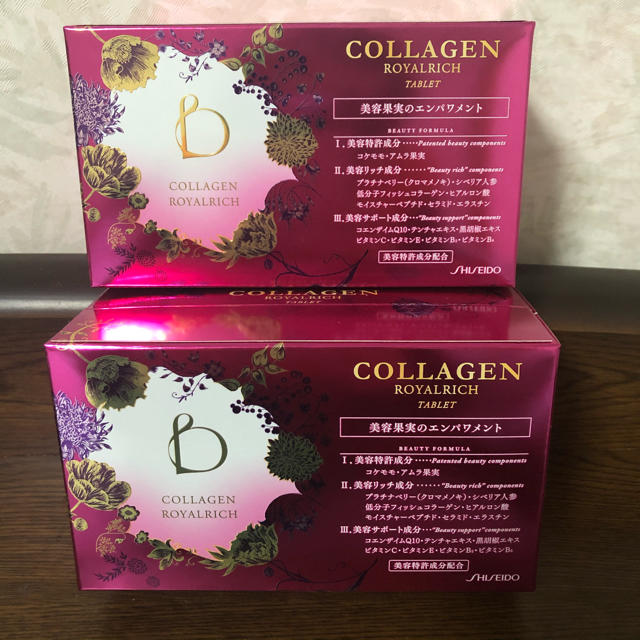 COLLAGEN
ROYALRICH
TABLET
美容果実のエンパワメント
BEAUTY FORMULA
Ⅰ.美容特許成分·····Patented beauty components
コケモモ・アムラ果実
Ⅱ.美容リッチ成分·······"Beauty rich" components
プラチナベリー(クロマメノキ)・シベリア人参
低分子フィッシュコラーゲン・ヒアルロン酸
モイスチャーペプチド・セラミド・エラスチン
Ⅲ.美容サポート成分···"Beauty support" components
コエンザイムQ10・テンチャエキス・黒胡椒エキス
ビタミンC・ビタミンE・ビタミンB₁・ビタミンB₆
美容特許成分配合
SHISEIDO
COLLAGEN
ROYALRICH
COLLAGEN
ROYALRICH
TABLET
COLLAGEN
ROYALRICH
TABLET
美容果実のエンパワメント
BEAUTY FORMULA
Ⅰ.美容特許成分·····Patented beauty components
コケモモ・アムラ果実
Ⅱ.美容リッチ成分·······"Beauty rich" components
プラチナベリー(クロマメノキ)・シベリア人参
低分子フィッシュコラーゲン・ヒアルロン酸
モイスチャーペプチド・セラミド・エラスチン
Ⅲ.美容サポート成分···"Beauty support" components
コエンザイムQ10・テンチャエキス・黒胡椒エキス
ビタミンC・ビタミンE・ビタミンB₁・ビタミンB₆
美容特許成分配合
SHISEIDO
COLLAGEN
ROYALRICH